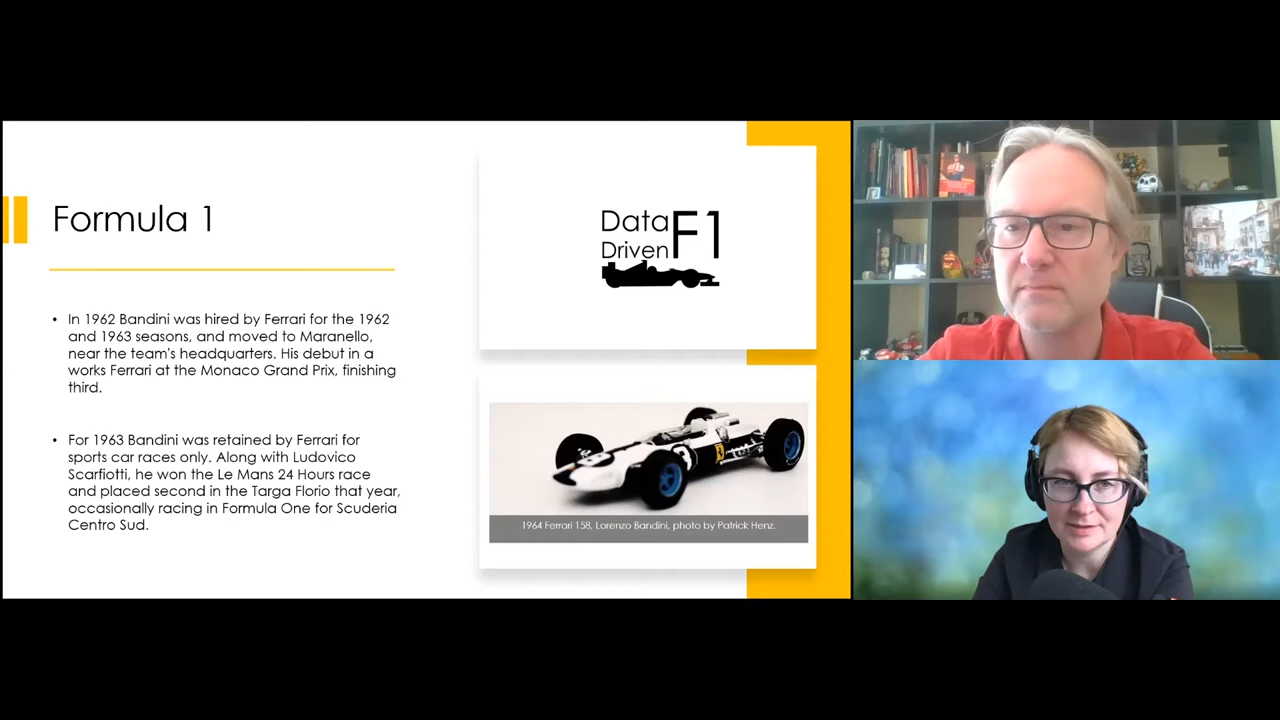 Formula 1
• In 1962 Bandini was hired by Ferrari for the 1962
and 1963 seasons, and moved to Maranello,
near the team's headquarters. His debut in a
works Ferrari at the Monaco Grand Prix, finishing
third.
• For 1963 Bandini was retained by Ferrari for
sports car races only. Along with Ludovico
Scarfiotti, he won the Le Mans 24 Hours race
and placed second in the Targa Florio that year,
occasionally racing in Formula One for Scuderia
Centro Sud.
Data
Driven
F1
1964 Ferrari 158, Lorenzo Bandini, photo by Patrick Henz.